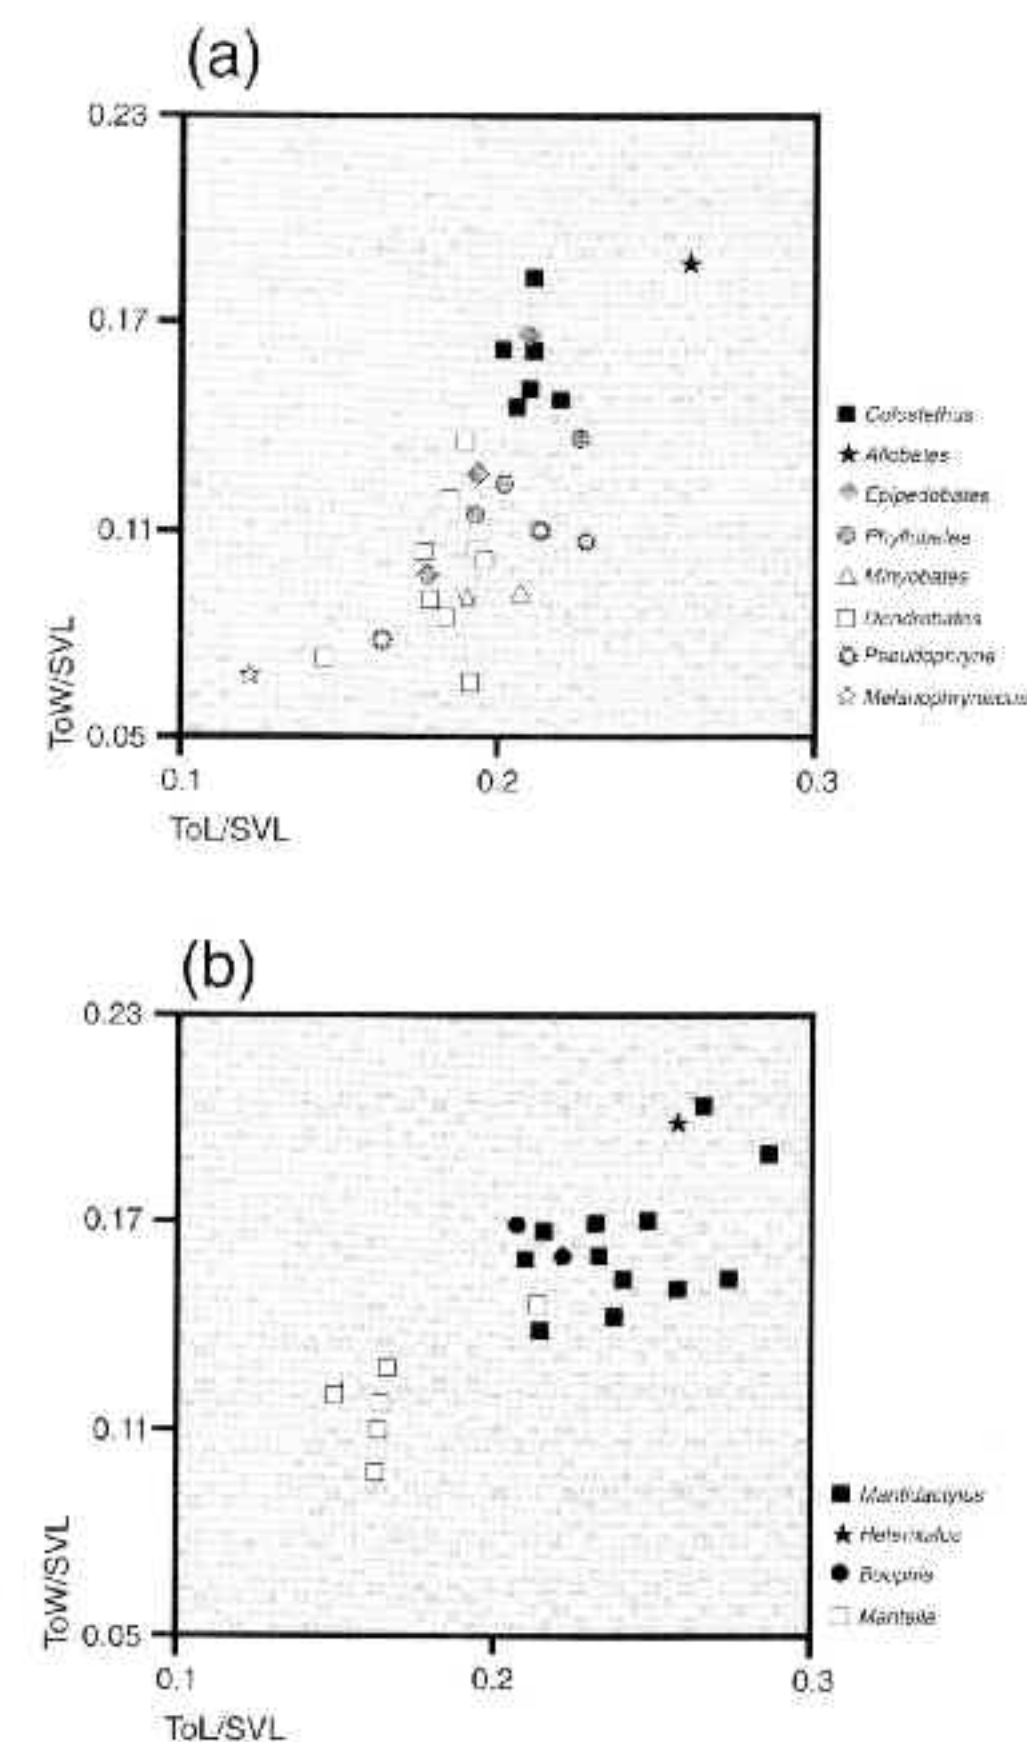 (a)
0.23
0.17
0.11
0.05
ToW/SVL
0.1
0.2
0.3
ToL/SVL
Colostethus
Allobates
Epipedobates
Phyllobates
Minyobates
Dendrobates
Pseudophryne
Melanophryniscus
(b)
0.23
0.17
0.11
0.05
ToW/SVL
0.1
0.2
0.3
ToL/SVL
Mantidactylus
Heterixalus
Boophis
Mantella